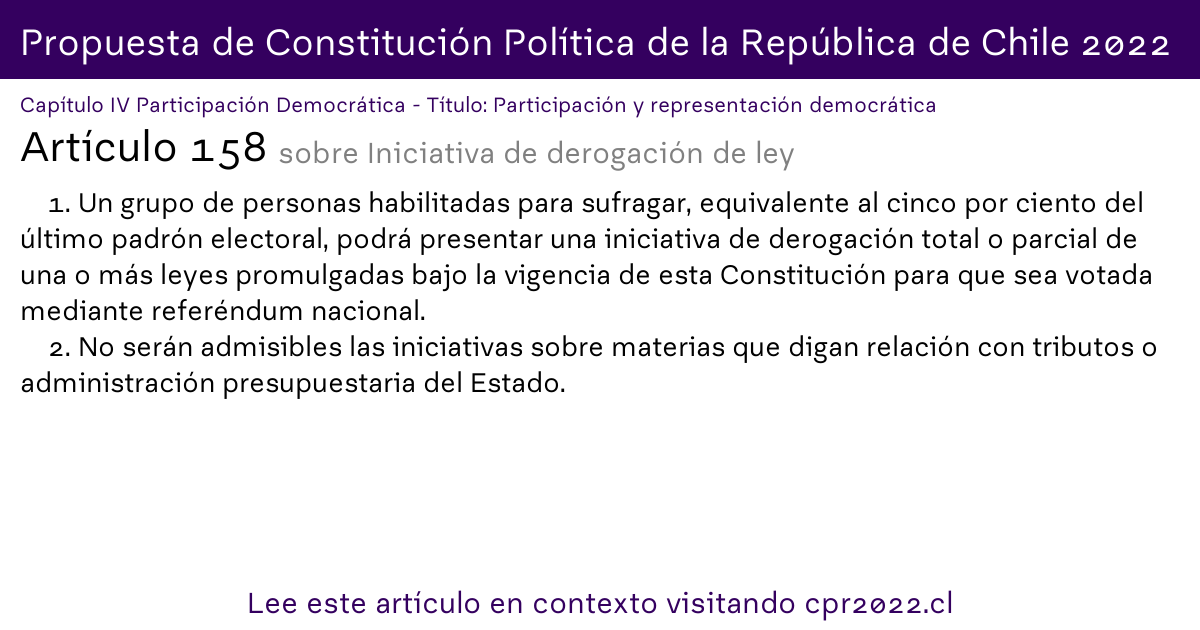 Propuesta de Constitución Política de la República de Chile 2022
Capítulo IV Participación Democrática - Título: Participación y representación democrática
Artículo 158 sobre Iniciativa de derogación de ley
1. Un grupo de personas habilitadas para sufragar, equivalente al cinco por ciento del
último padrón electoral, podrá presentar una iniciativa de derogación total o parcial de
una o más leyes promulgadas bajo la vigencia de esta Constitución para que sea votada
mediante referéndum nacional.
2. No serán admisibles las iniciativas sobre materias que digan relación con tributos o
administración presupuestaria del Estado.
Lee este artículo en contexto visitando cpr2022.cl